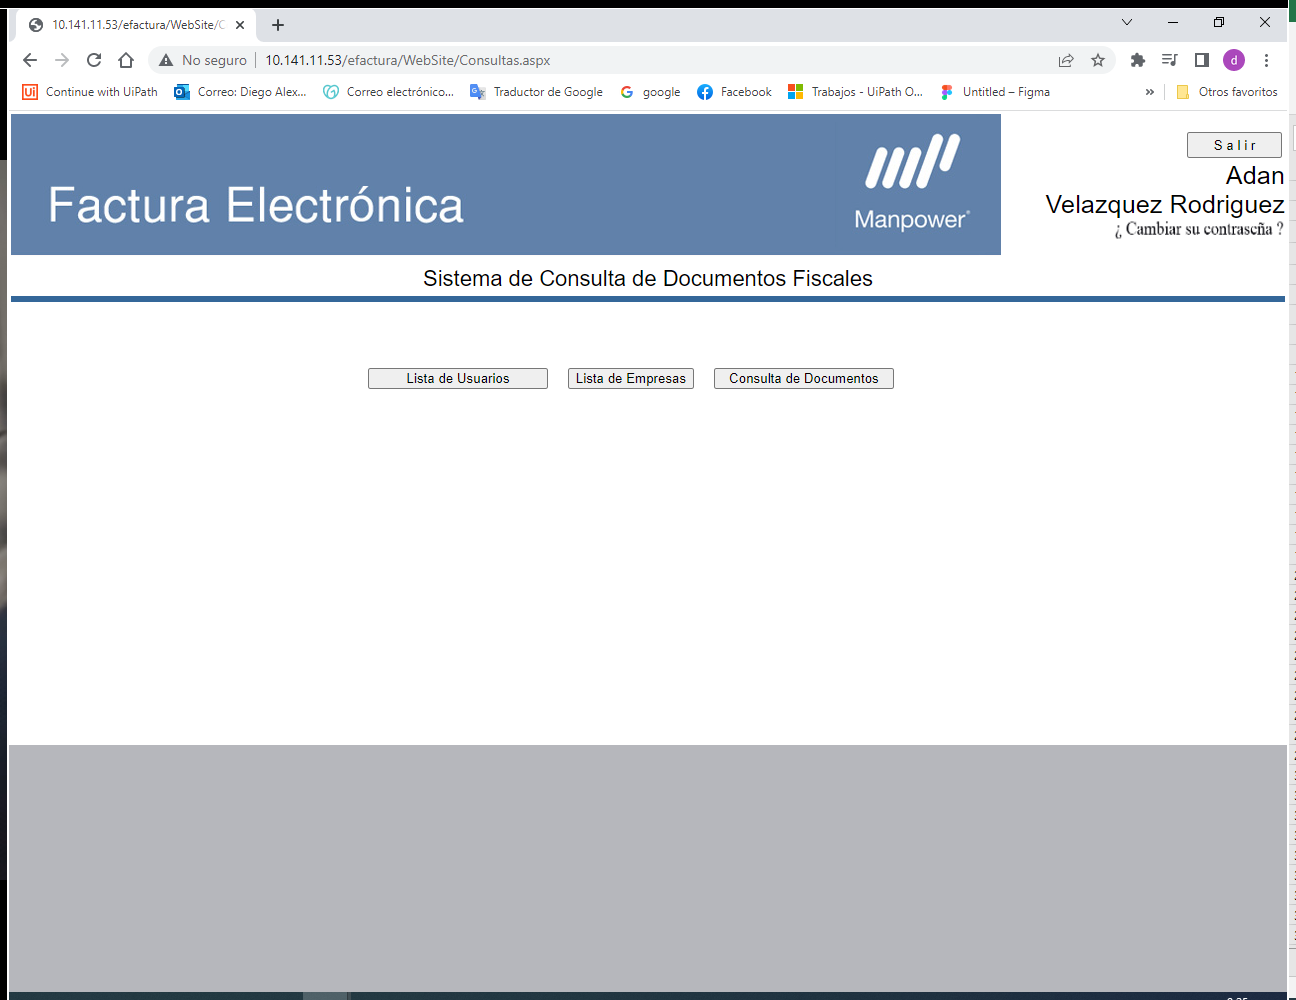 10.141.11.53/efactura/WebSite/C
No seguro
10.141.11.53/efactura/WebSite/Consultas.aspx
d
Ui Continue with UiPath
Correo: Diego Alex...
Correo electrónico...
Traductor de Google
google
Facebook
Trabajos - UiPath O...
Untitled – Figma
»
Otros favoritos
Factura Electrónica
Manpower®
Salir
Adan
Velazquez Rodriguez
¿ Cambiar su contraseña ?
Sistema de Consulta de Documentos Fiscales
Lista de Usuarios
Lista de Empresas
Consulta de Documentos